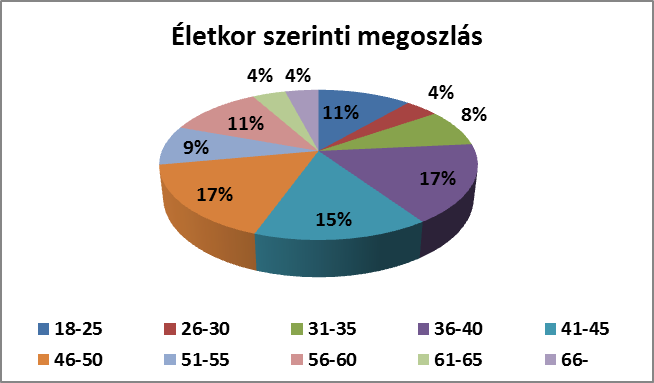 Életkor szerinti megoszlás
4% 4%
11% 4%
11% 8%
9% 17%
17% 15%
18-25 26-30 31-35 36-40 41-45
46-50 51-55 56-60 61-65 66-